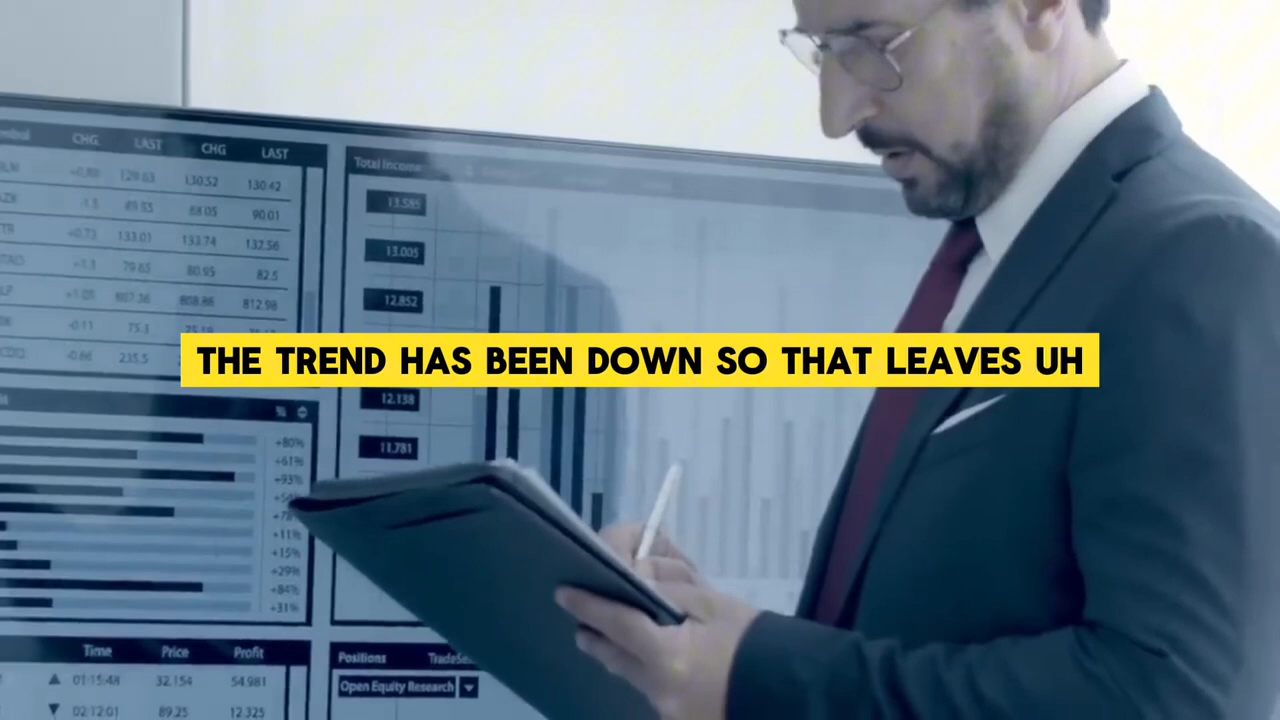 CHG LAST CHG LAST
129.63 130.52 130.42
-1.5 89.55 88.05 90.01
+0.73 133.01 133.74 132.56
+1.3 79.65 80.95 82.5
+1.05 807.36 808.86 812.98
-0.11 75.3
-0.66 235.5
Total Income
13.585
13.005
12.852
THE TREND HAS BEEN DOWN SO THAT LEAVES UH
12.138
11.781
%
+80%
+61%
+93%
+11%
+15%
+29%
+84%
+31%
Time Price Profit
01:15:48 32.154 54.981
02:12:01 89.25 12.325
Positions
Open Equity Research